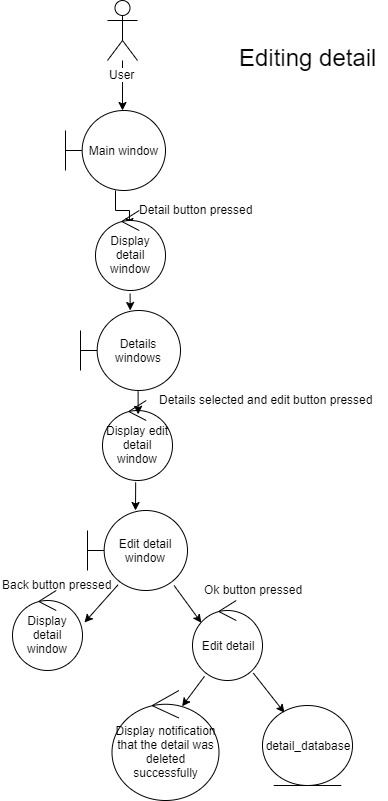 Editing detail
User
Main window
Detail button pressed
Display
detail
window
Details
windows
Details selected and edit button pressed
Display edit
detail
window
Edit detail
window
Back button pressed
Ok button pressed
Display
detail
window
Edit detail
Display notification
that the detail was
deleted
successfully
detail_database